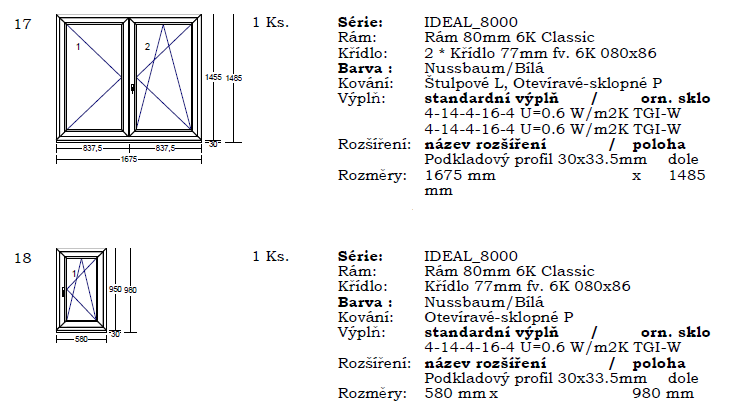 17
1 Ks.
1
2
1455
1485
30
837,5
837,5
1675
Série: IDEAL_8000
Rám: Rám 80mm 6K Classic
Křídlo: 2 * Křídlo 77mm fv. 6K 080x86
Barva : Nussbaum/Bílá
Kování: Štulpové L, Otevíravé-sklopné P
Výplň: standardní výplň / orn. sklo
4-14-4-16-4 U=0.6 W/m2K TGI-W
4-14-4-16-4 U=0.6 W/m2K TGI-W
Rozšíření: název rozšíření / poloha
Podkladový profil 30x33.5mm dole
Rozměry: 1675 mm x 1485
mm
18
1 Ks.
1
950
980
30
580
Série: IDEAL_8000
Rám: Rám 80mm 6K Classic
Křídlo: Křídlo 77mm fv. 6K 080x86
Barva : Nussbaum/Bílá
Kování: Otevíravé-sklopné P
Výplň: standardní výplň / orn. sklo
4-14-4-16-4 U=0.6 W/m2K TGI-W
Rozšíření: název rozšíření / poloha
Podkladový profil 30x33.5mm dole
Rozměry: 580 mm x 980 mm